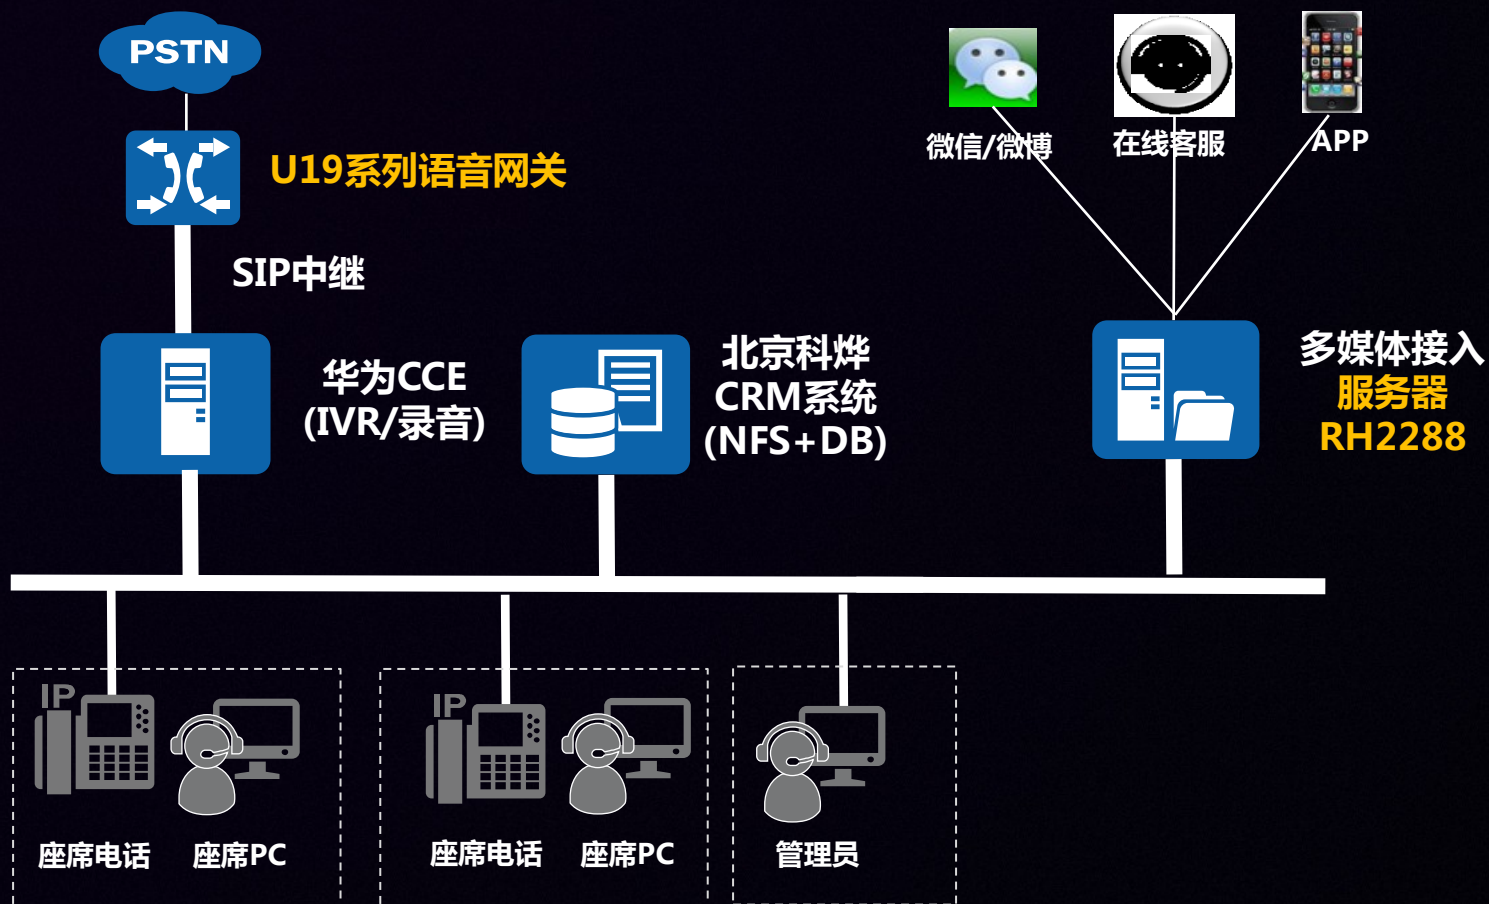 PSTN
U19系列语音网关
SIP中继
微信/微博
在线客服
APP
华为CCE
(IVR/录音)
北京科烨
CRM系统
(NFS+DB)
多媒体接入
服务器
RH2288
IP
座席电话
座席PC
IP
座席电话
座席PC
管理员